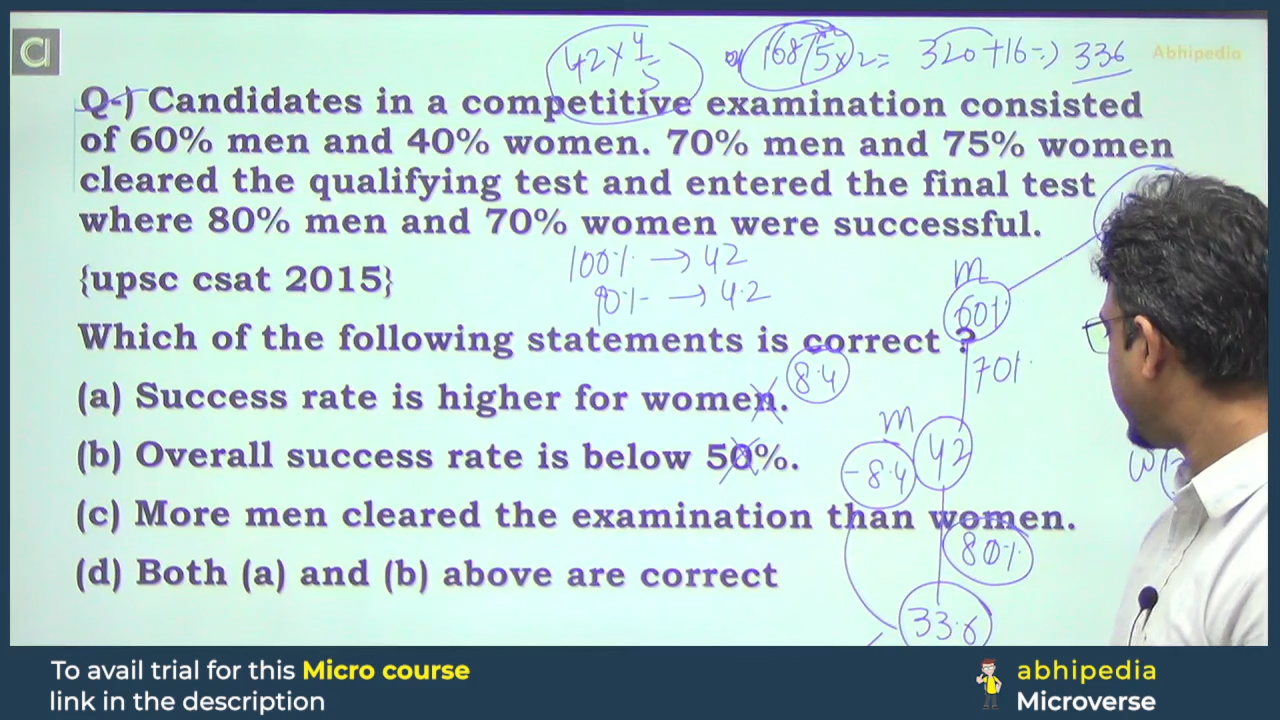 a
42 x 4/5
1687.5 x 2 = 320 + 16 => 336
Abhipedia
Q-) Candidates in a competitive examination consisted
of 60% men and 40% women. 70% men and 75% women
cleared the qualifying test and entered the final test
where 80% men and 70% women were successful.
100% → 42
10% → 4.2
{upsc csat 2015}
m
60%
Which of the following statements is correct ?
70%
8.4
(a) Success rate is higher for women.
m
42
-8.4
W
(b) Overall success rate is below 50%.
(c) More men cleared the examination than women.
80%
(d) Both (a) and (b) above are correct
33.6
To avail trial for this Micro course
link in the description
abhipedia
Microverse